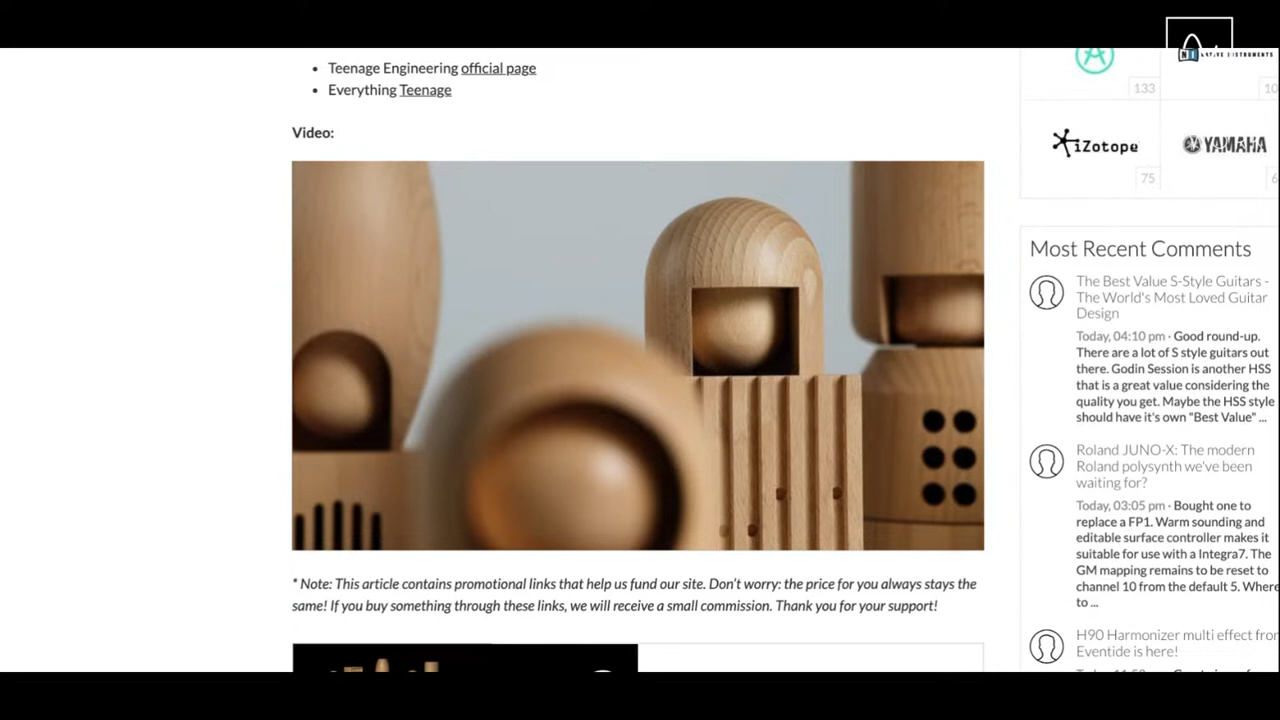 Teenage Engineering official page
Everything Teenage
Video:
* Note: This article contains promotional links that help us fund our site. Don't worry: the price for you always stays the
same! If you buy something through these links, we will receive a small commission. Thank you for your support!
133
10
iZotope
YAMAHA
75
6
Most Recent Comments
The Best Value S-Style Guitars -
The World's Most Loved Guitar
Design
Today, 04:10 pm · Good round-up.
There are a lot of S style guitars out
there. Godin Session is another HSS
that is a great value considering the
quality you get. Maybe the HSS style
should have it's own "Best Value" ...
Roland JUNO-X: The modern
Roland polysynth we've been
waiting for?
Today, 03:05 pm · Bought one to
replace a FP1. Warm sounding and
editable surface controller makes it
suitable for use with a Integra7. The
GM mapping remains to be reset to
channel 10 from the default 5. Where
to ...
H90 Harmonizer multi effect from
Eventide is here!